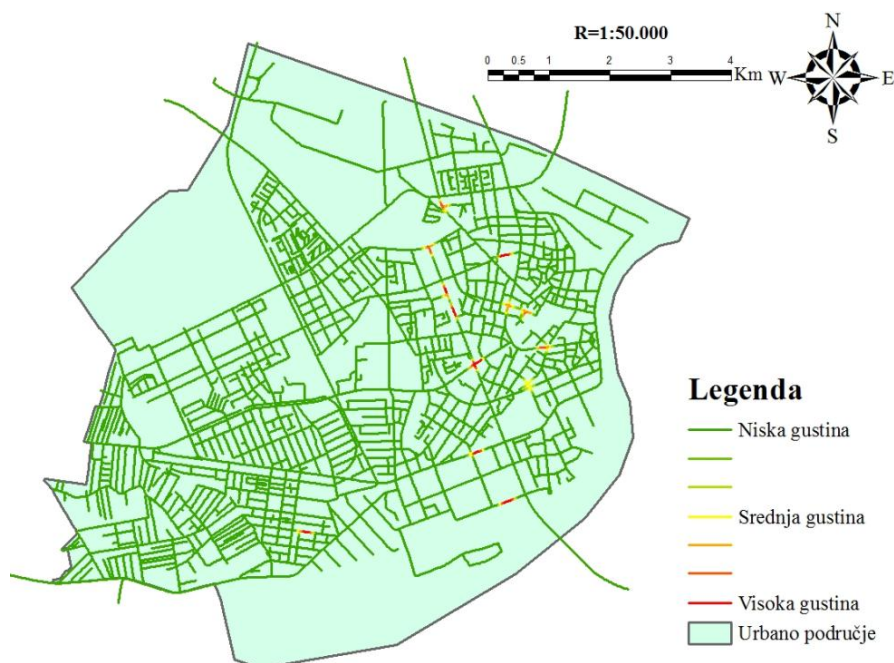 R=1:50.000
0 0.5 1 2 3 4
Km
N
W E
S
Legenda
Niska gustina
Srednja gustina
Visoka gustina
Urbano područje